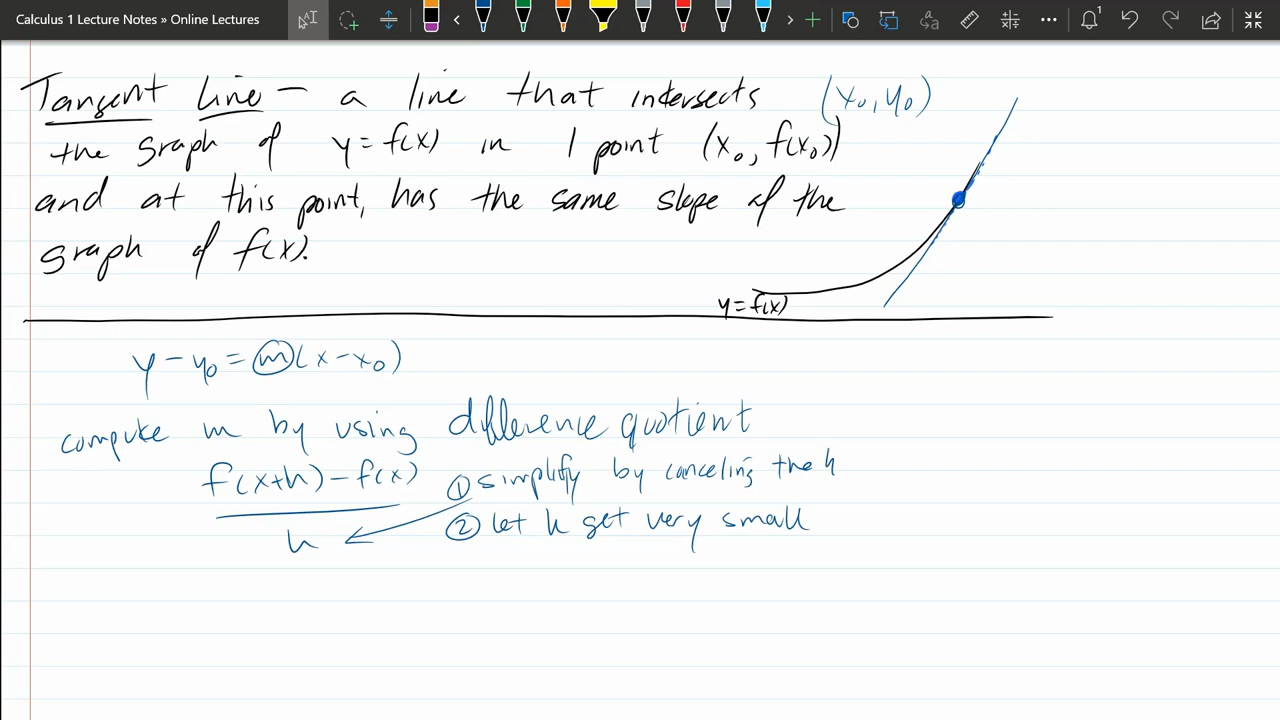 Calculus 1 Lecture Notes » Online Lectures
Tangent Line – a line that intersects (x₀, y₀)
the graph of y = f(x) in 1 point (x₀, f(x₀))
and at this point, has the same slope of the
graph of f(x).
y = f(x)
y - y₀ = m(x - x₀)
compute m by using difference quotient
f(x+h) - f(x)
h
① simplify by canceling the h
② let h get very small